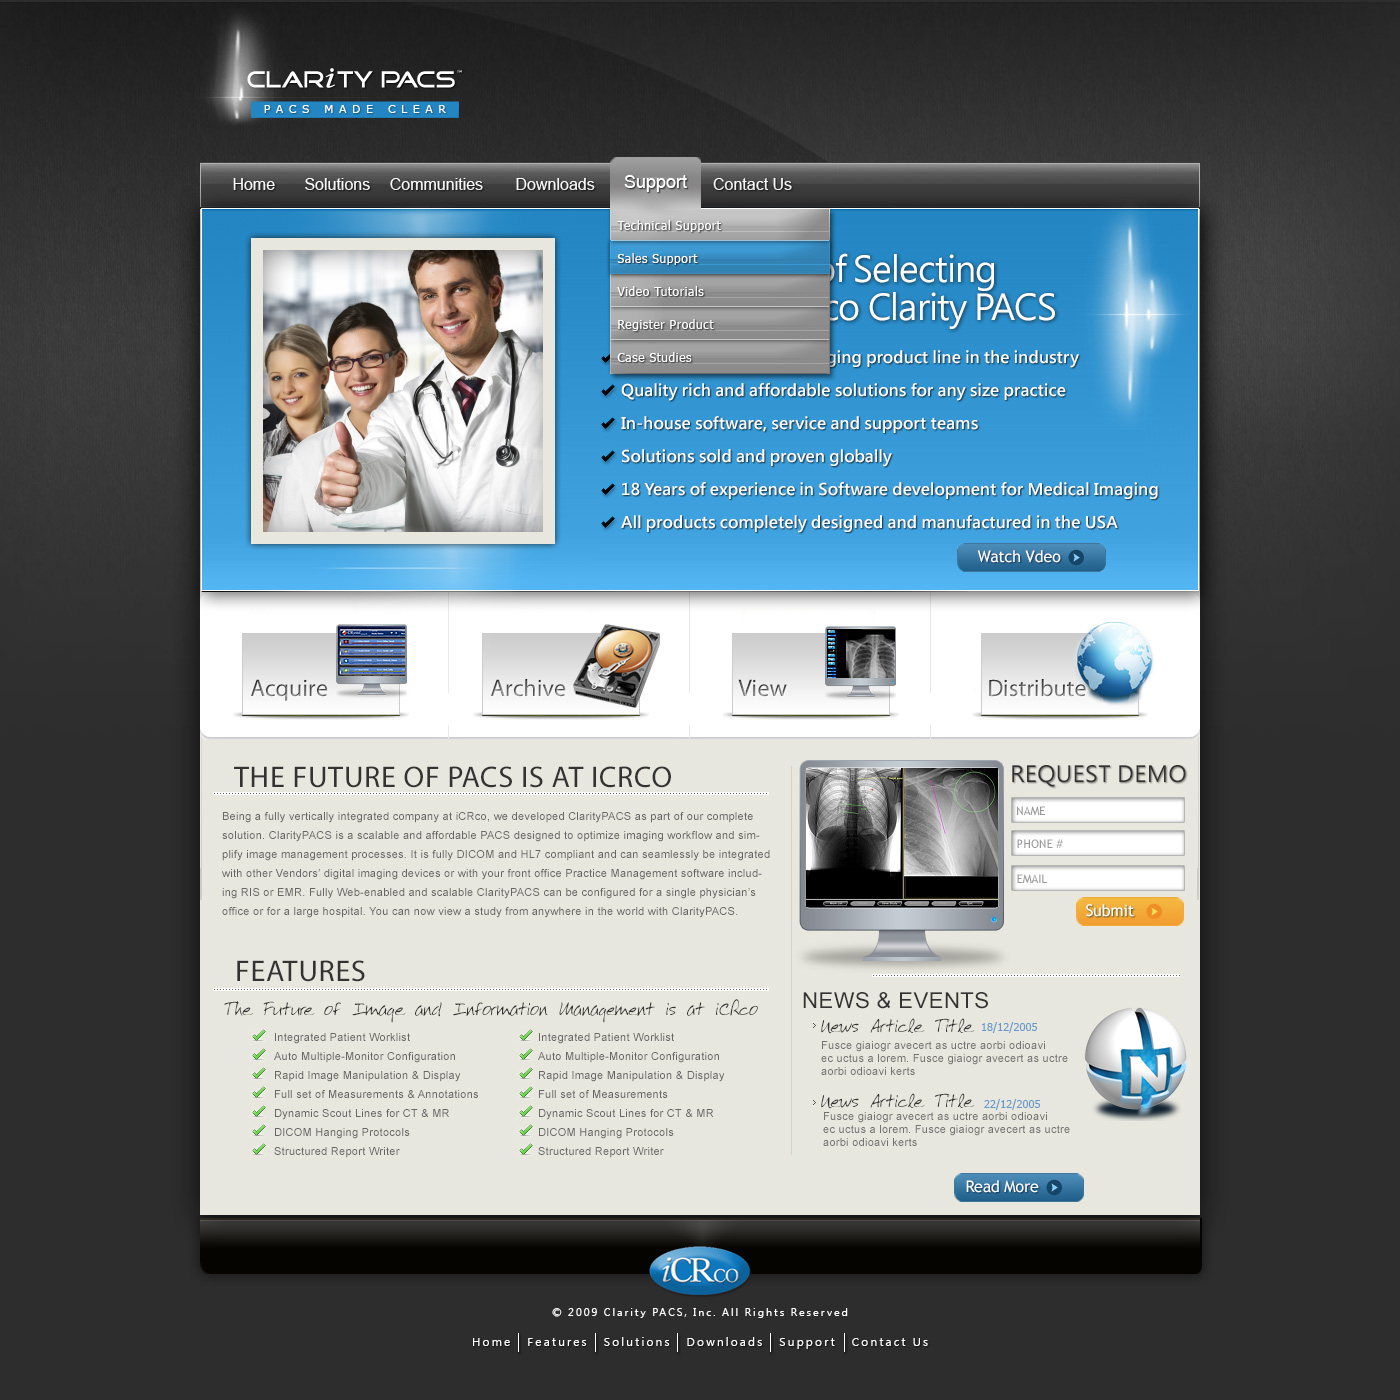 CLARiTY PACS™
PACS MADE CLEAR
Home Solutions Communities Downloads Support Contact Us
Technical Support
Sales Support
Video Tutorials
Register Product
Case Studies
of Selecting
co Clarity PACS
ging product line in the industry
Quality rich and affordable solutions for any size practice
In-house software, service and support teams
Solutions sold and proven globally
18 Years of experience in Software development for Medical Imaging
All products completely designed and manufactured in the USA
Watch Vdeo
Acquire
Archive
View
Distribute
THE FUTURE OF PACS IS AT ICRCO
Being a fully vertically integrated company at iCRco, we developed ClarityPACS as part of our complete
solution. ClarityPACS is a scalable and affordable PACS designed to optimize imaging workflow and sim-
plify image management processes. It is fully DICOM and HL7 compliant and can seamlessly be integrated
with other Vendors' digital imaging devices or with your front office Practice Management software includ-
ing RIS or EMR. Fully Web-enabled and scalable ClarityPACS can be configured for a single physician's
office or for a large hospital. You can now view a study from anywhere in the world with ClarityPACS.
REQUEST DEMO
NAME
PHONE #
EMAIL
Submit
FEATURES
The Future of Image and Information Management is at iCRco
Integrated Patient Worklist
Auto Multiple-Monitor Configuration
Rapid Image Manipulation & Display
Full set of Measurements & Annotations
Dynamic Scout Lines for CT & MR
DICOM Hanging Protocols
Structured Report Writer
Integrated Patient Worklist
Auto Multiple-Monitor Configuration
Rapid Image Manipulation & Display
Full set of Measurements
Dynamic Scout Lines for CT & MR
DICOM Hanging Protocols
Structured Report Writer
NEWS & EVENTS
News Article Title 18/12/2005
Fusce giaogr avecert as uctre aorbi odioavi
ec uctus a lorem. Fusce giaiogr avecert as uctre
aorbi odioavi kerts
News Article Title 22/12/2005
Fusce giaogr avecert as uctre aorbi odioavi
ec uctus a lorem. Fusce giaiogr avecert as uctre
aorbi odioavi kerts
N
Read More
iCRco
© 2009 Clarity PACS, Inc. All Rights Reserved
Home Features Solutions Downloads Support Contact Us